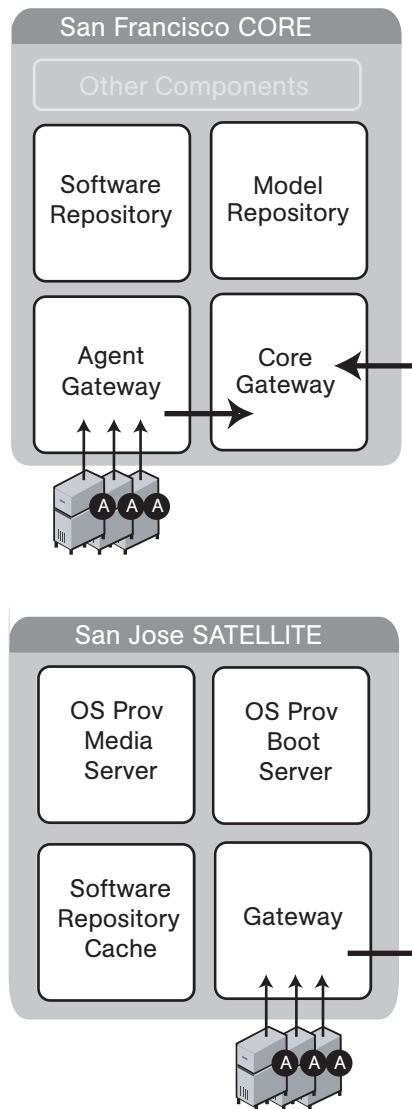 San Francisco CORE
Other Components
Software
Repository
Model
Repository
Agent
Gateway
Core
Gateway
A A A
San Jose SATELLITE
OS Prov
Media
Server
OS Prov
Boot
Server
Software
Repository
Cache
Gateway
A A A